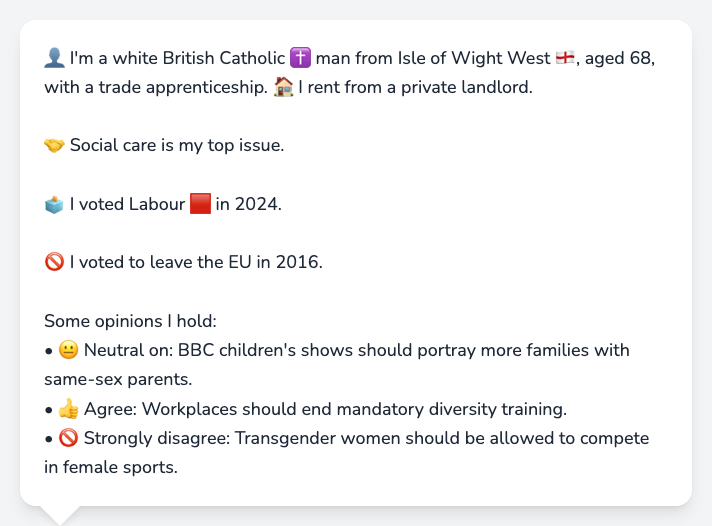 👤 I'm a white British Catholic ✝️ man from Isle of Wight West 🏴󠁧󠁢󠁥󠁮󠁧󠁿, aged 68,
with a trade apprenticeship. 🏠 I rent from a private landlord.
🤝 Social care is my top issue.
🗳️ I voted Labour 🟥 in 2024.
🚫 I voted to leave the EU in 2016.
Some opinions I hold:
• 😐 Neutral on: BBC children's shows should portray more families with
same-sex parents.
• 👍 Agree: Workplaces should end mandatory diversity training.
• 🚫 Strongly disagree: Transgender women should be allowed to compete
in female sports.